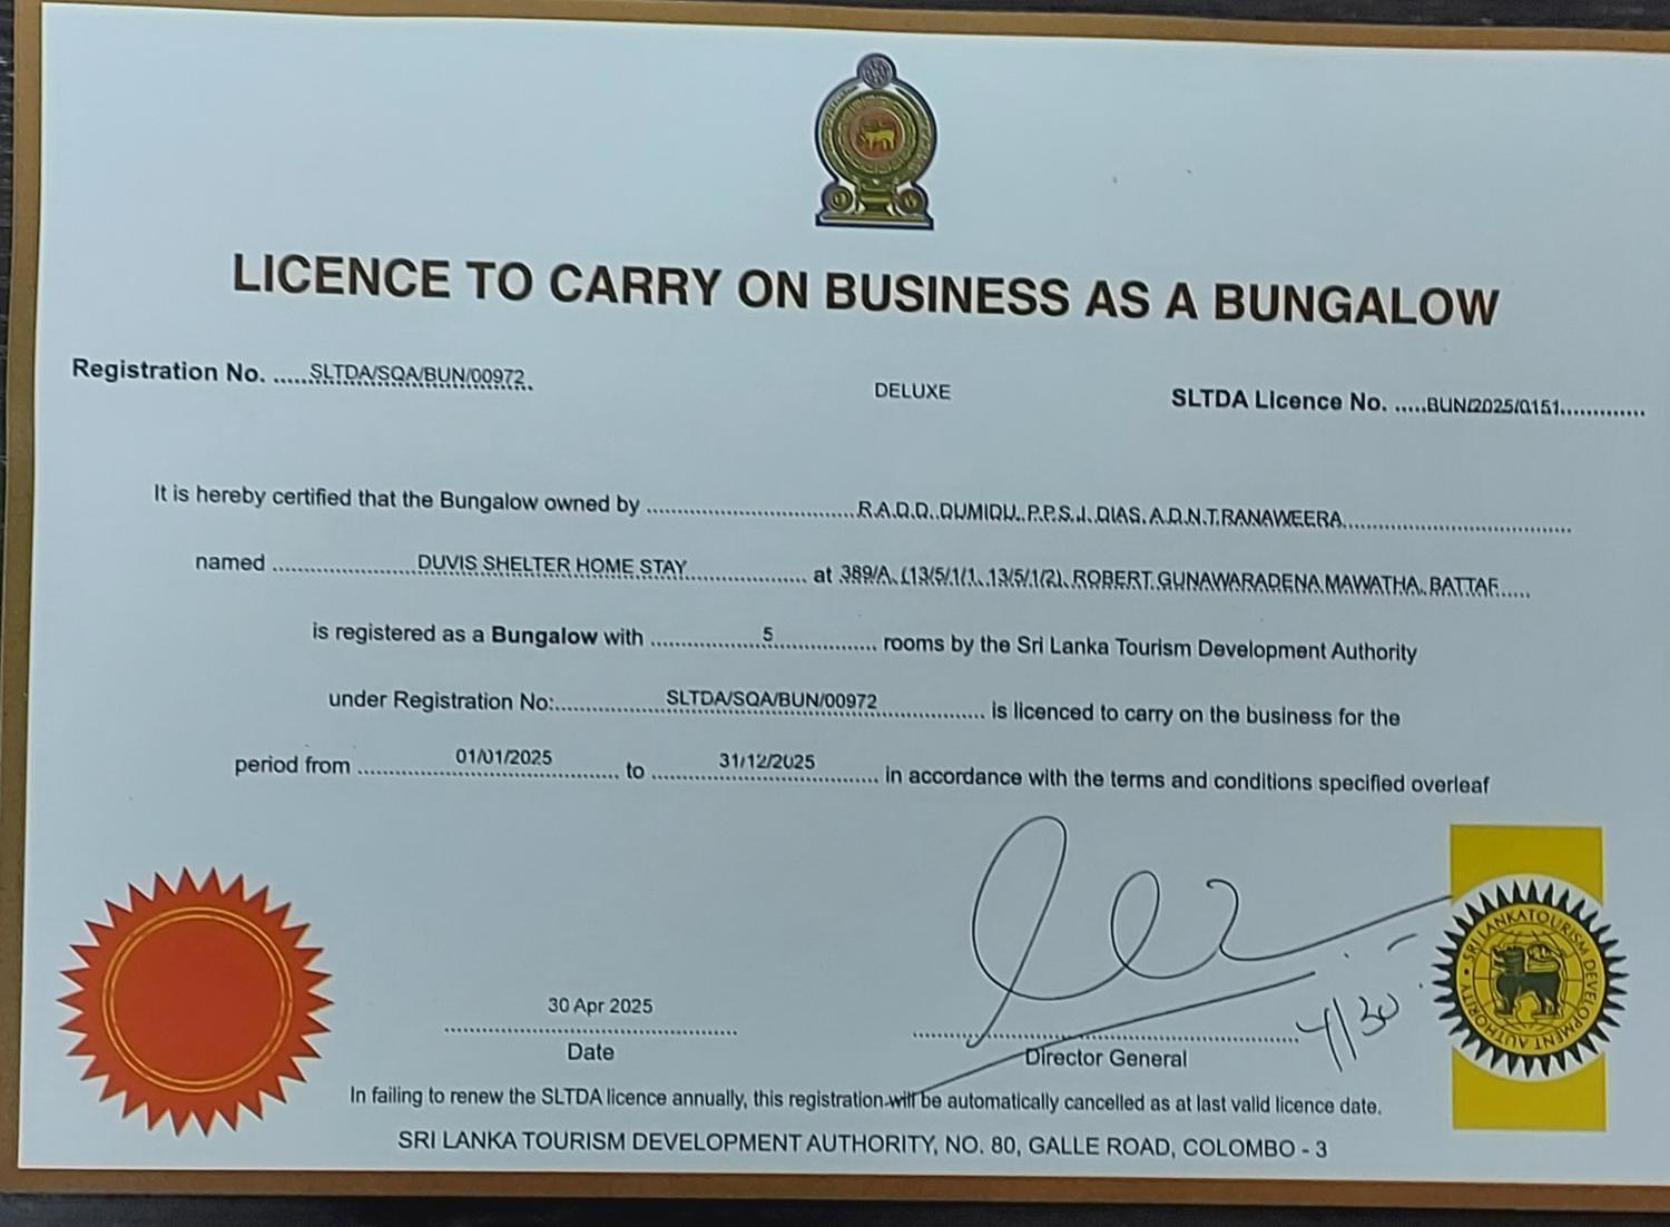 LICENCE TO CARRY ON BUSINESS AS A BUNGALOW
Registration No. ......SLTDA/SQA/BUN/00972.
DELUXE
SLTDA Licence No. .....BUN/2025/0151.............
It is hereby certified that the Bungalow owned by .................................R.A.D.D. DUMIDU, P.P.S.J. DIAS, A.D.N.T.RANAWEERA....................................
named ......................DUVIS SHELTER HOME STAY................... at 389/A, (13/5/1/1, 13/5/1/2), ROBERT GUNAWARADENA MAWATHA, BATTAF......
is registered as a Bungalow with ..................5................ rooms by the Sri Lanka Tourism Development Authority
under Registration No:.................SLTDA/SQA/BUN/00972................ is licenced to carry on the business for the
period from ...............01/01/2025........... to ..........31/12/2025.......... in accordance with the terms and conditions specified overleaf
30 Apr 2025
Date
Director General
4/30
SRI LANKA TOURISM DEVELOPMENT AUTHORITY
In failing to renew the SLTDA licence annually, this registration will be automatically cancelled as at last valid licence date.
SRI LANKA TOURISM DEVELOPMENT AUTHORITY, NO. 80, GALLE ROAD, COLOMBO - 3